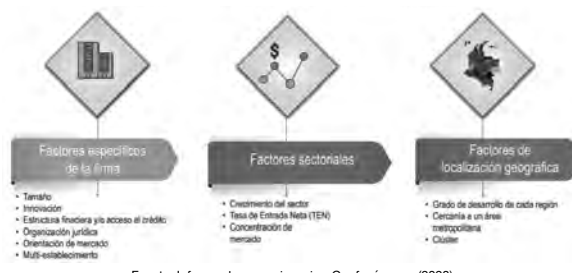 $
Factores específicos
de la firma
• Tamaño
• Innovación
• Estructura finaciera y/o acceso al crédito
• Organización jurídica
• Orientación de mercado
• Multi-establecimiento
Factores sectoriales
• Crecimiento del sector
• Tasa de Entrada Neta (TEN)
• Concentración de
mercado
Factores de
localización geográfica
• Grado de desarrollo de cada región
• Cercanía a un área
metropolitana
• Clúster